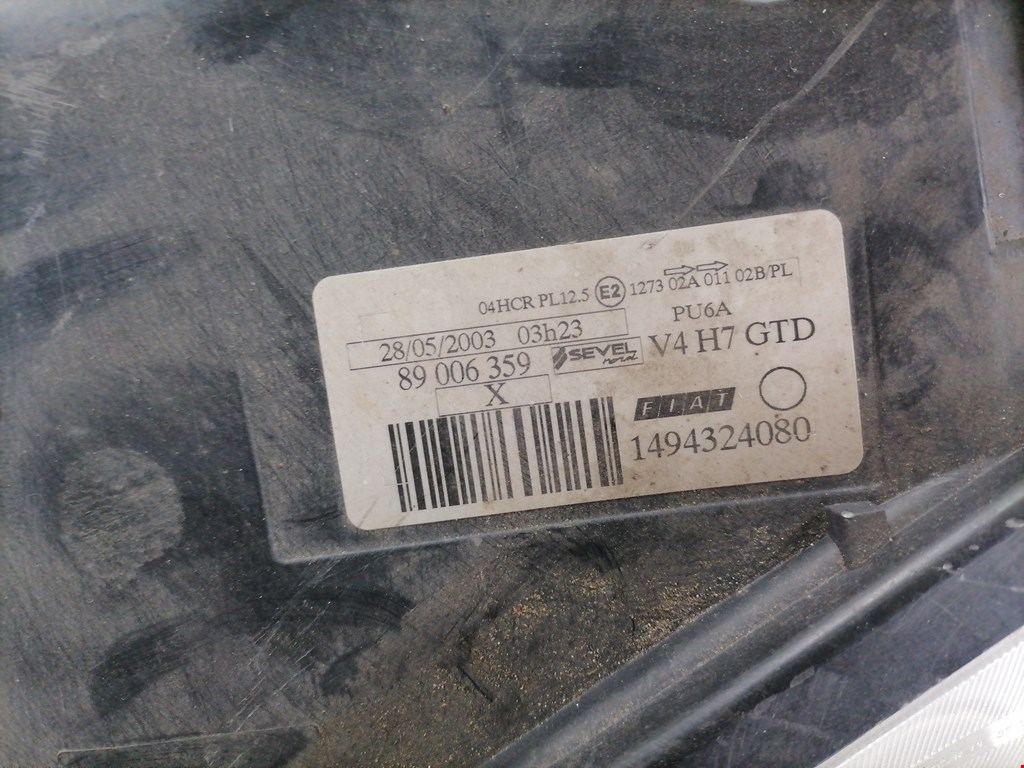 04HCR PL12.5 E2 1273 02A 011 02B/PL
28/05/2003 03h23
PU6A
89 006 359 SEVEL nord V4 H7 GTD
X
FIAT
1494324080